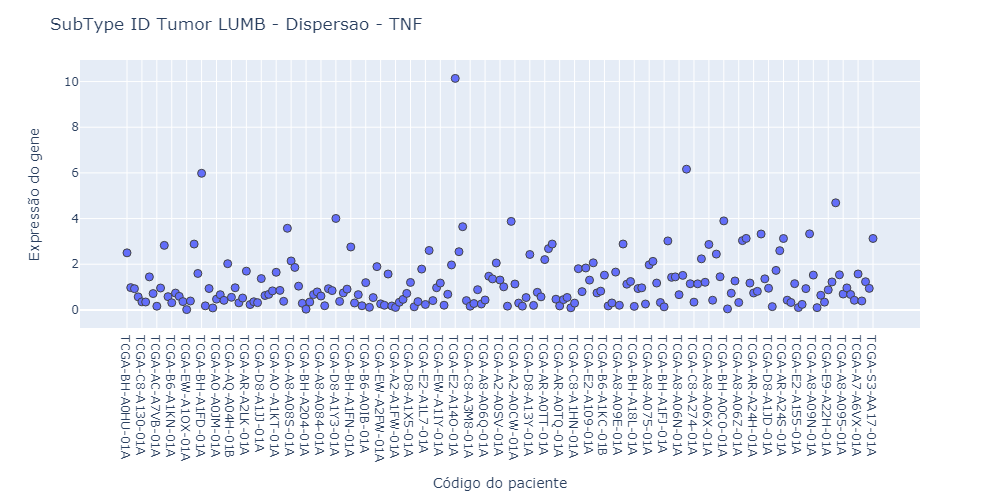 SubType ID Tumor LUMB - Dispersao - TNF
Expressão do gene
10
8
6
4
2
0
TCGA-BH-A0HU-01A
TCGA-C8-A130-01A
TCGA-AC-A7VB-01A
TCGA-B6-A1KN-01A
TCGA-EW-A1OX-01A
TCGA-BH-A1FD-01A
TCGA-AO-A0JM-01A
TCGA-AQ-A04H-01B
TCGA-AR-A2LK-01A
TCGA-D8-A1JJ-01A
TCGA-AO-A1KT-01A
TCGA-A8-A08S-01A
TCGA-BH-A204-01A
TCGA-A8-A084-01A
TCGA-D8-A1Y3-01A
TCGA-BH-A1FN-01A
TCGA-B6-A0IB-01A
TCGA-EW-A2FW-01A
TCGA-A2-A1FW-01A
TCGA-D8-A1X5-01A
TCGA-E2-A1L7-01A
TCGA-EW-A1IY-01A
TCGA-E2-A14O-01A
TCGA-C8-A3M8-01A
TCGA-A8-A06Q-01A
TCGA-A2-A0SV-01A
TCGA-A2-A0CW-01A
TCGA-D8-A13Y-01A
TCGA-AR-A0TT-01A
TCGA-AR-A0TQ-01A
TCGA-C8-A1HN-01A
TCGA-E2-A109-01A
TCGA-B6-A1KC-01B
TCGA-A8-A09E-01A
TCGA-BH-A18L-01A
TCGA-A8-A075-01A
TCGA-BH-A1FJ-01A
TCGA-A8-A06N-01A
TCGA-C8-A274-01A
TCGA-A8-A06X-01A
TCGA-BH-A0C0-01A
TCGA-A8-A06Z-01A
TCGA-AR-A24H-01A
TCGA-D8-A1JD-01A
TCGA-AR-A24S-01A
TCGA-E2-A155-01A
TCGA-A8-A09N-01A
TCGA-E9-A22H-01A
TCGA-A8-A095-01A
TCGA-A7-A6VX-01A
TCGA-S3-AA17-01A
Código do paciente